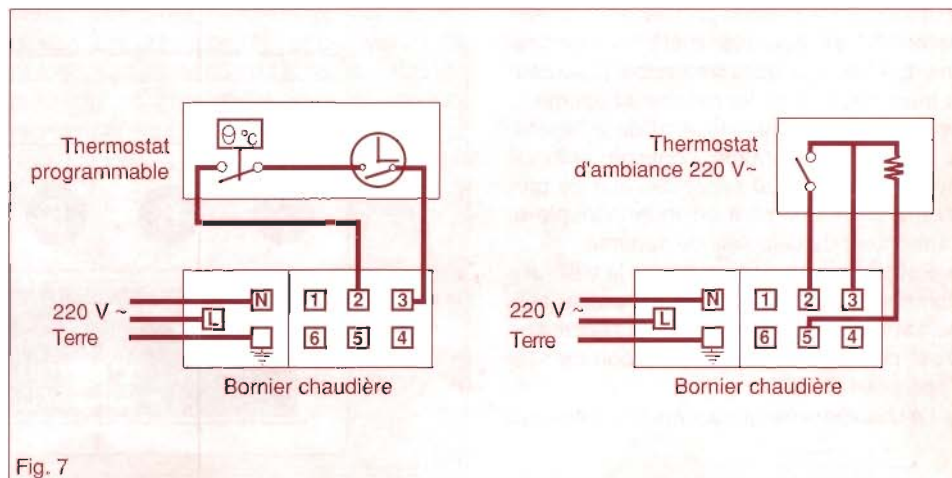 Thermostat
programmable
θ °C
220 V ~
Terre
N
L
1 2 3
6 5 4
Bornier chaudière
Thermostat
d'ambiance 220 V~
220 V ~
Terre
N
L
1 2 3
6 5 4
Bornier chaudière
Fig. 7